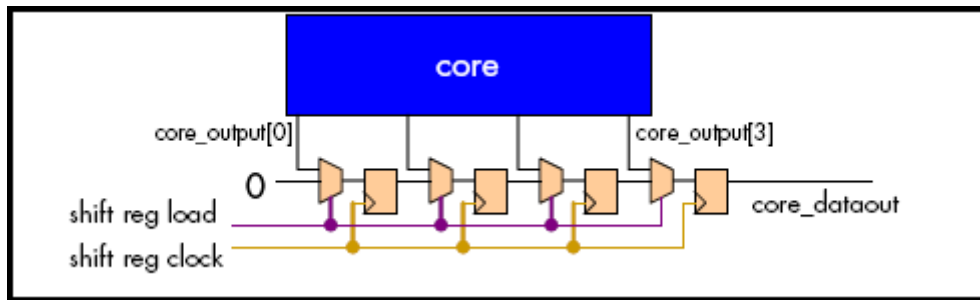 core
core_output[0]
core_output[3]
0
shift reg load
core_dataout
shift reg clock